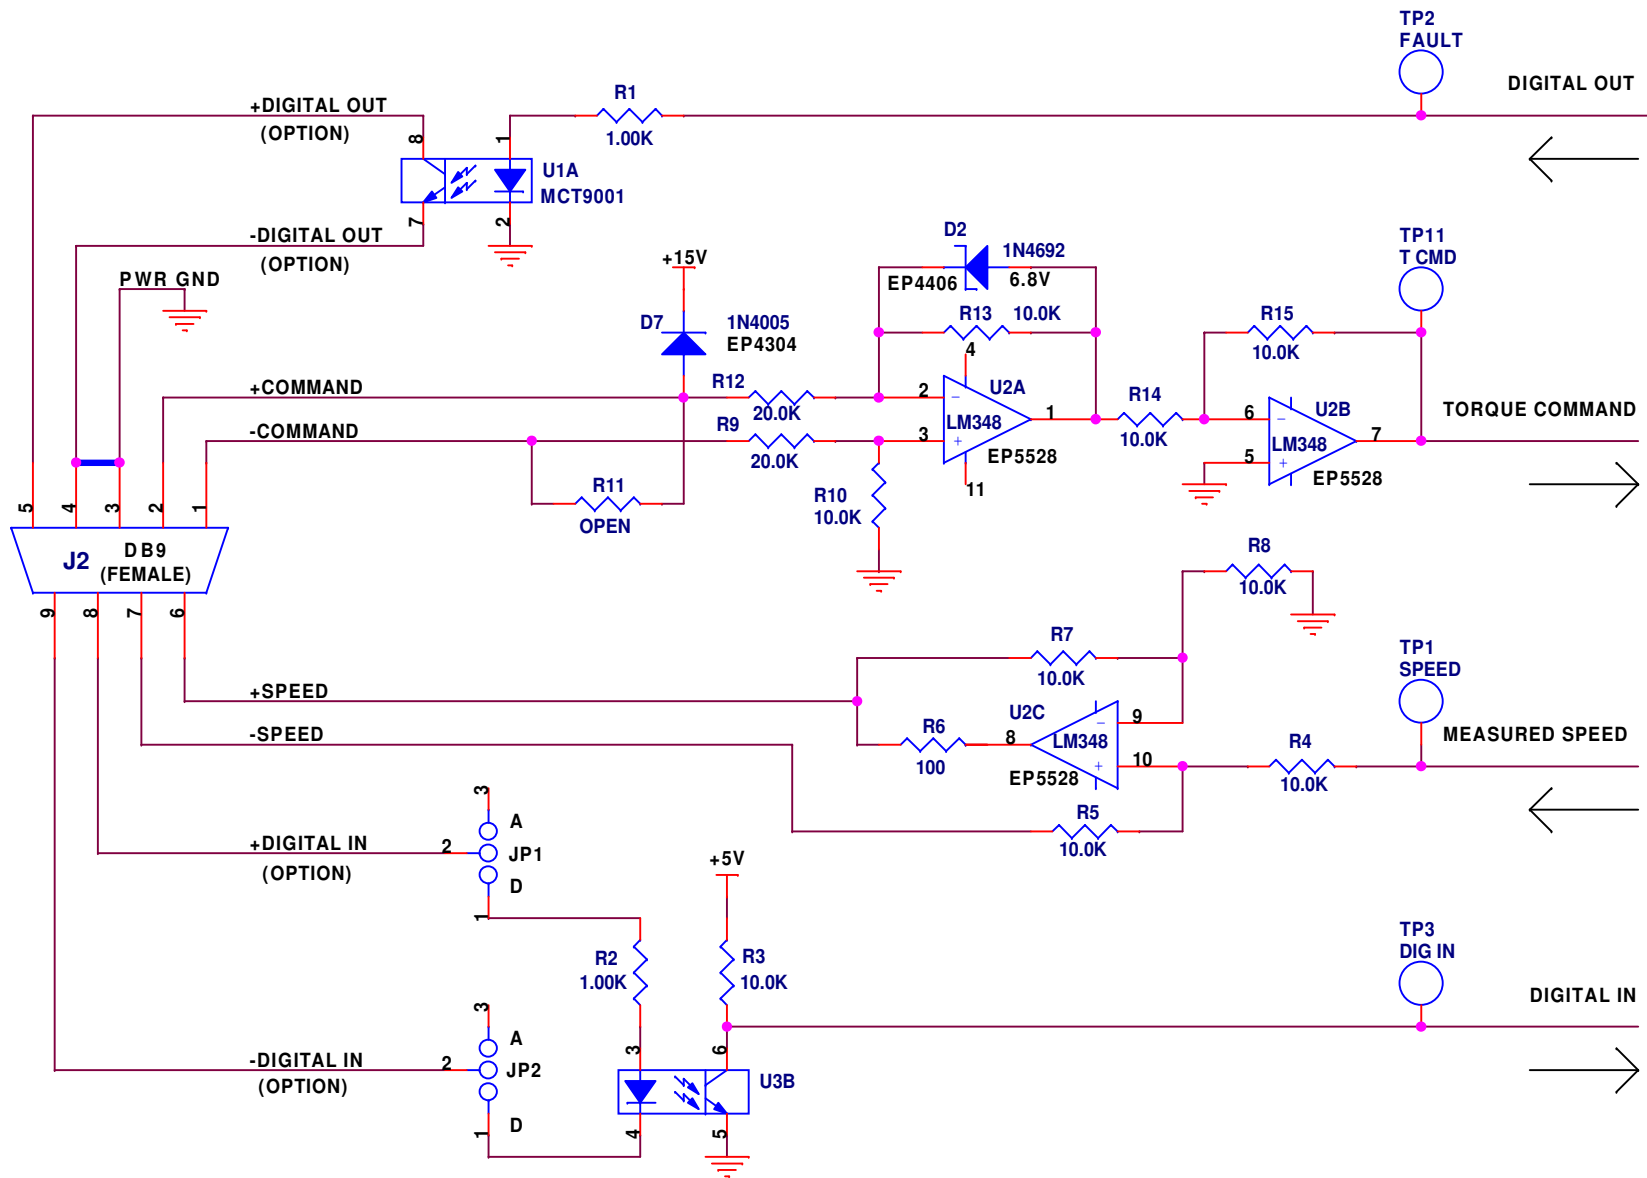 TP2
FAULT
DIGITAL OUT
+DIGITAL OUT
(OPTION)
R1
1.00K
8
1
U1A
MCT9001
7
2
-DIGITAL OUT
(OPTION)
PWR GND
+15V
D7
1N4005
EP4304
D2
1N4692
EP4406
6.8V
R13
10.0K
4
TP11
T CMD
R15
10.0K
+COMMAND
R12
20.0K
2
U2A
LM348
1
R14
10.0K
6
U2B
LM348
7
TORQUE COMMAND
-COMMAND
R9
20.0K
3
EP5528
11
5
EP5528
R11
OPEN
R10
10.0K
5
4
3
2
1
J2
DB9
(FEMALE)
9
8
7
6
R8
10.0K
R7
10.0K
TP1
SPEED
+SPEED
U2C
9
R6
100
8
LM348
10
EP5528
-SPEED
R4
10.0K
MEASURED SPEED
R5
10.0K
3
A
+DIGITAL IN
(OPTION)
2
JP1
D
1
+5V
R2
1.00K
R3
10.0K
TP3
DIG IN
DIGITAL IN
3
A
-DIGITAL IN
(OPTION)
2
JP2
D
1
3
6
U3B
4
5